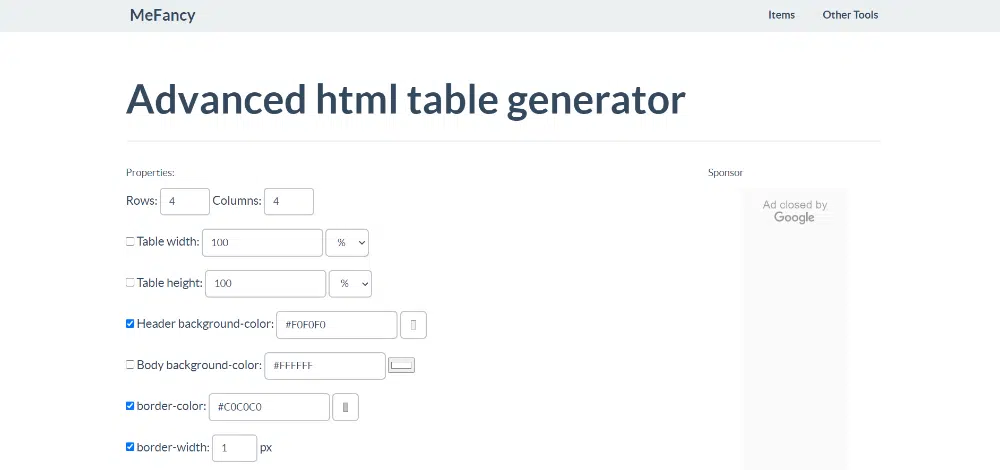 MeFancy Items Other Tools
Advanced html table generator
Properties: Sponsor
Rows: 4 Columns: 4
Ad closed by
Google
Table width: 100 %
Table height: 100 %
Header background-color: #F0F0F0
Body background-color: #FFFFFF
border-color: #C0C0C0
border-width: 1 px